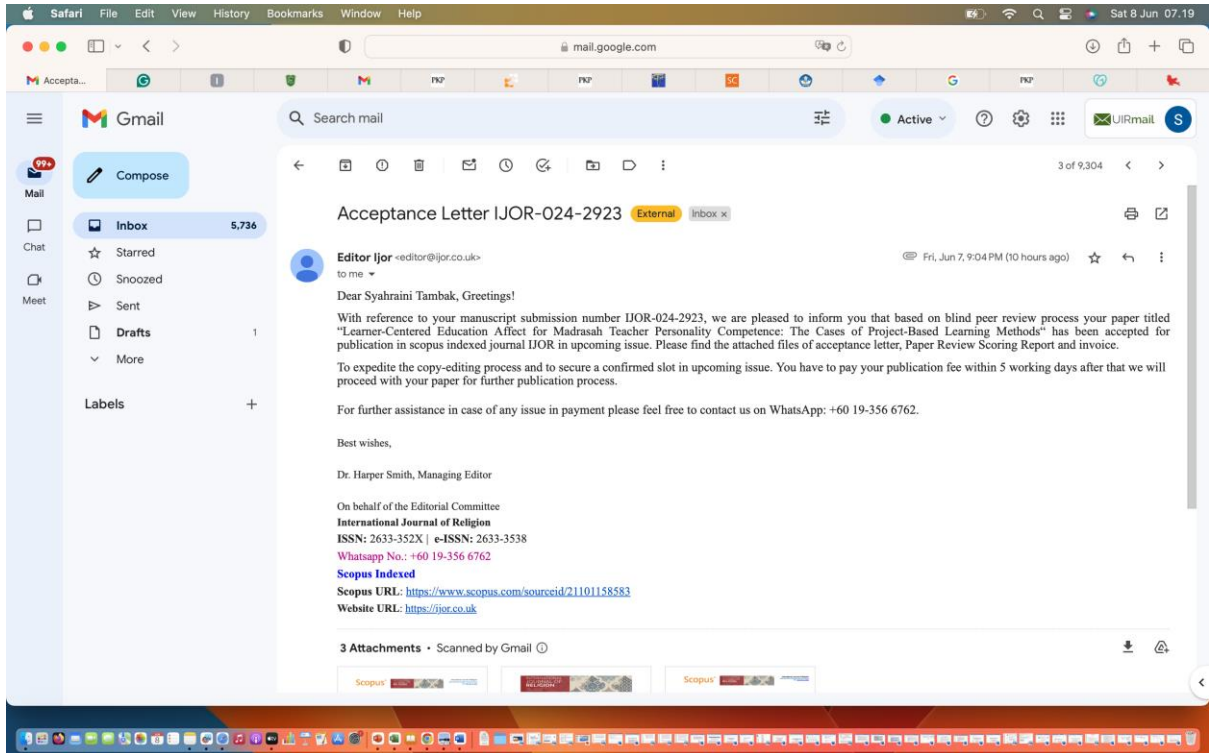 Safari File Edit View History Bookmarks Window Help Sat 8 Jun 07.19
mail.google.com
Accepta... PKP PKP SC PKP
Gmail Search mail Active UIRmail S
99+
Mail
Compose 3 of 9,304
Chat
Meet
Inbox 5,736
Starred
Snoozed
Sent
Drafts 1
More
Labels +
Acceptance Letter IJOR-024-2923 External Inbox x
Editor Ijor <editor@ijor.co.uk> Fri, Jun 7, 9:04 PM (10 hours ago)
to me
Dear Syahraini Tambak, Greetings!
With reference to your manuscript submission number IJOR-024-2923, we are pleased to inform you that based on blind peer review process your paper titled
“Learner-Centered Education Affect for Madrasah Teacher Personality Competence: The Cases of Project-Based Learning Methods“ has been accepted for
publication in scopus indexed journal IJOR in upcoming issue. Please find the attached files of acceptance letter, Paper Review Scoring Report and invoice.
To expedite the copy-editing process and to secure a confirmed slot in upcoming issue. You have to pay your publication fee within 5 working days after that we will
proceed with your paper for further publication process.
For further assistance in case of any issue in payment please feel free to contact us on WhatsApp: +60 19-356 6762.
Best wishes,
Dr. Harper Smith, Managing Editor
On behalf of the Editorial Committee
International Journal of Religion
ISSN: 2633-352X | e-ISSN: 2633-3538
Whatsapp No.: +60 19-356 6762
Scopus Indexed
Scopus URL: https://www.scopus.com/sourceid/21101158583
Website URL: https://ijor.co.uk
3 Attachments • Scanned by Gmail
Scopus Scopus